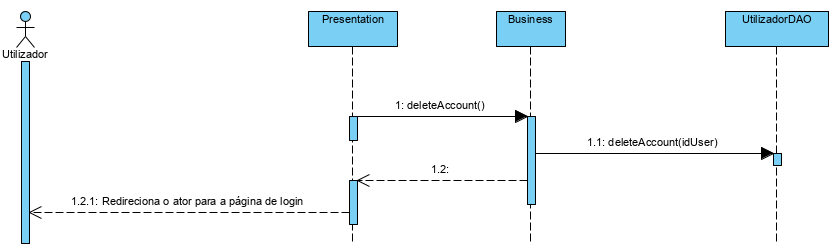 Utilizador
Presentation
Business
UtilizadorDAO
1: deleteAccount()
1.1: deleteAccount(idUser)
1.2:
1.2.1: Redireciona o ator para a página de login